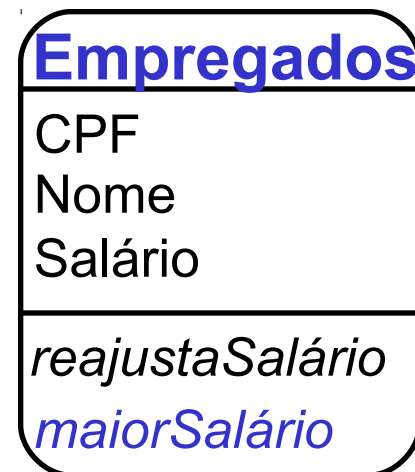 Empregados
CPF
Nome
Salário
reajustaSalário
maiorSalário